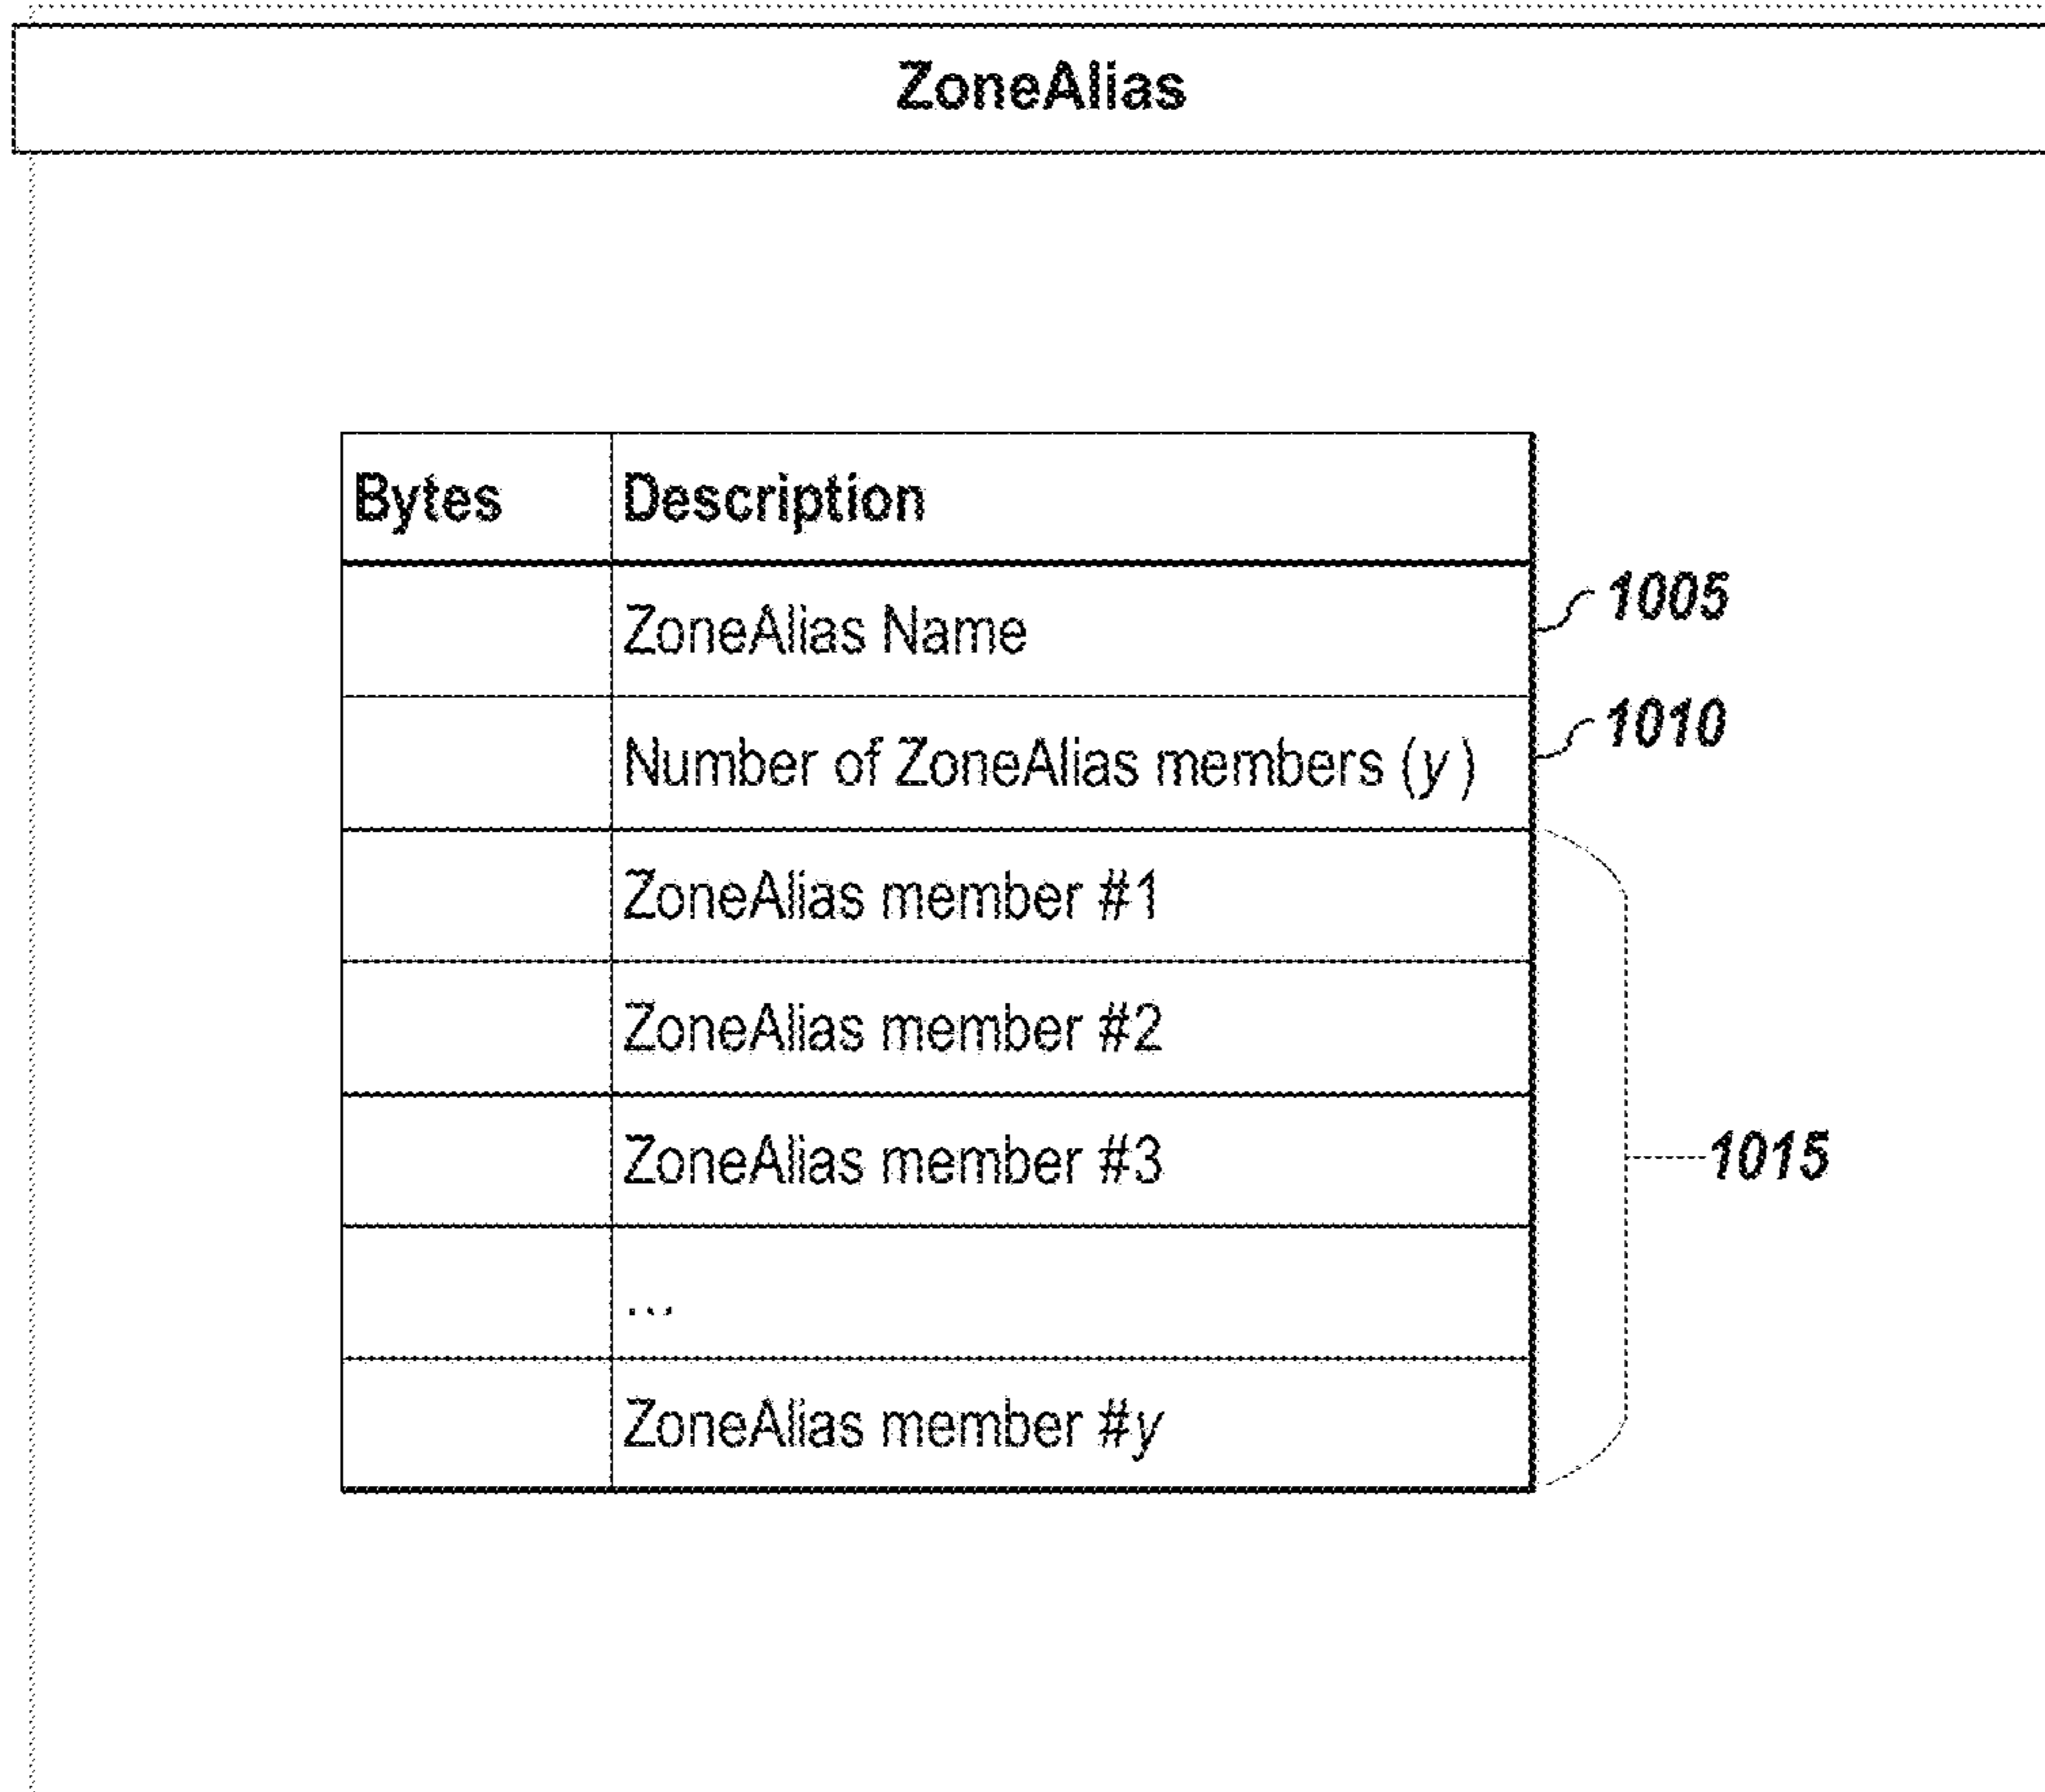 ZoneAlias
Bytes Description
ZoneAlias Name 1005
Number of ZoneAlias members (y) 1010
ZoneAlias member #1
ZoneAlias member #2
ZoneAlias member #3 1015
...
ZoneAlias member #y